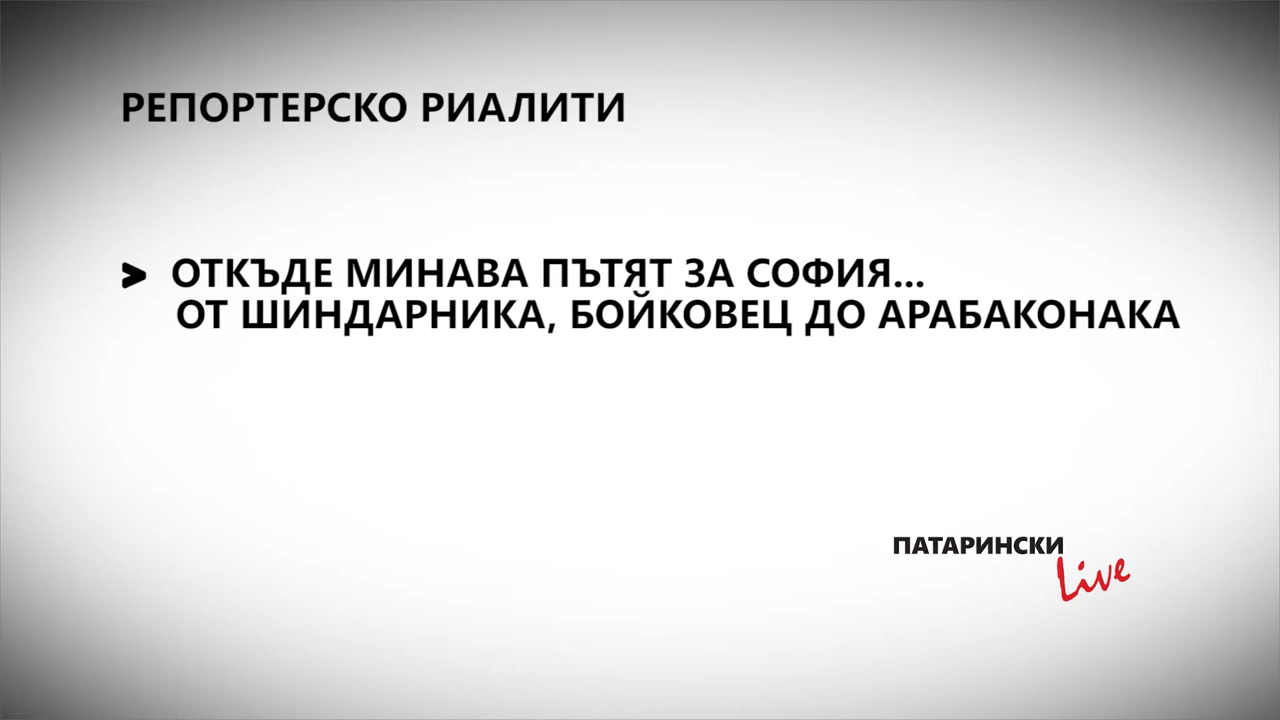 РЕПОРТЕРСКО РИАЛИТИ
> ОТКЪДЕ МИНАВА ПЪТЯТ ЗА СОФИЯ...
ОТ ШИНДАРНИКА, БОЙКОВЕЦ ДО АРАБАКОНАКА
ПАТАРИНСКИ
Live